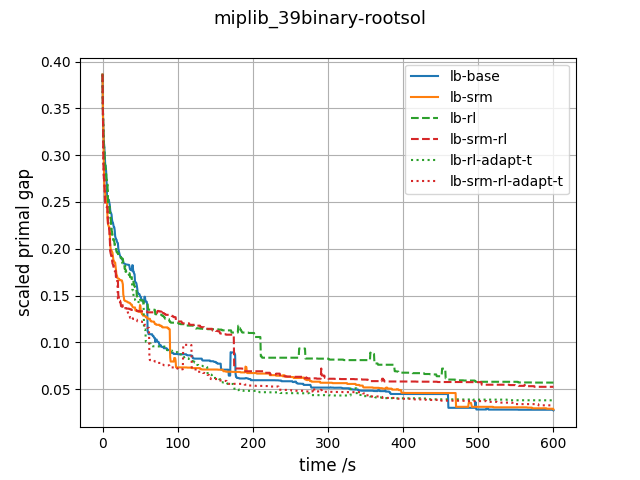 miplib_39binary-rootsol
scaled primal gap
0.40
0.35
0.30
0.25
0.20
0.15
0.10
0.05
lb-base
lb-srm
lb-rl
lb-srm-rl
lb-rl-adapt-t
lb-srm-rl-adapt-t
0 100 200 300 400 500 600
time /s